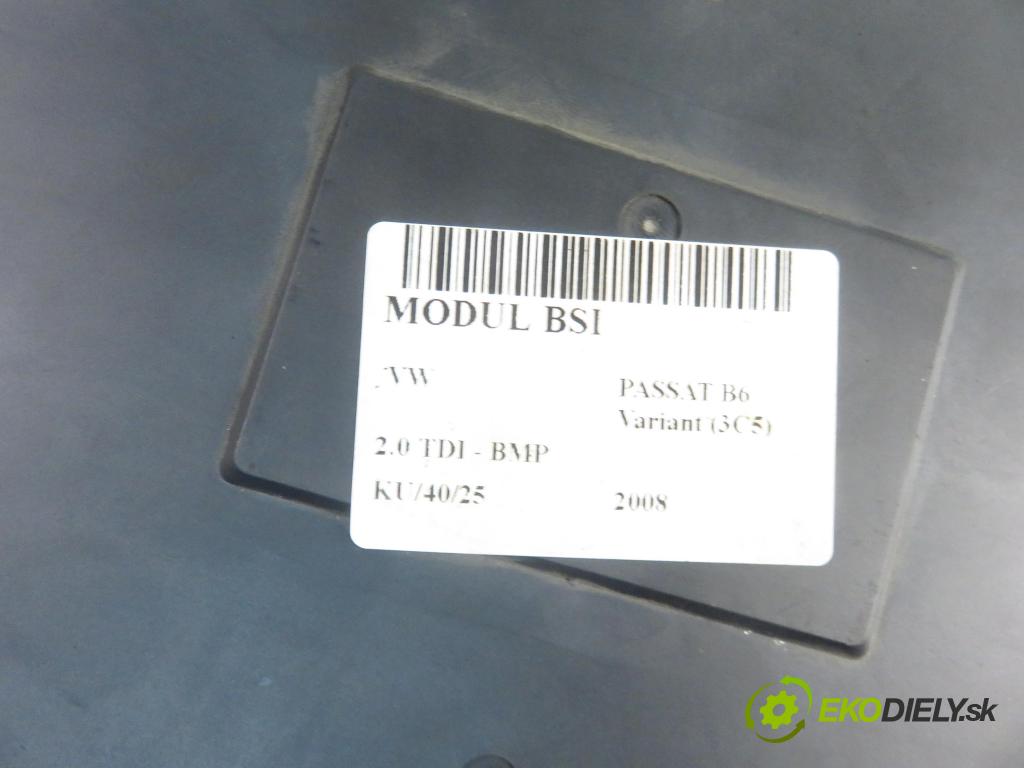 MODUL BSI
/VW
PASSAT B6
Variant (3C5)
2.0 TDI - BMP
KU/40/25
2008
EKODIELY.sk